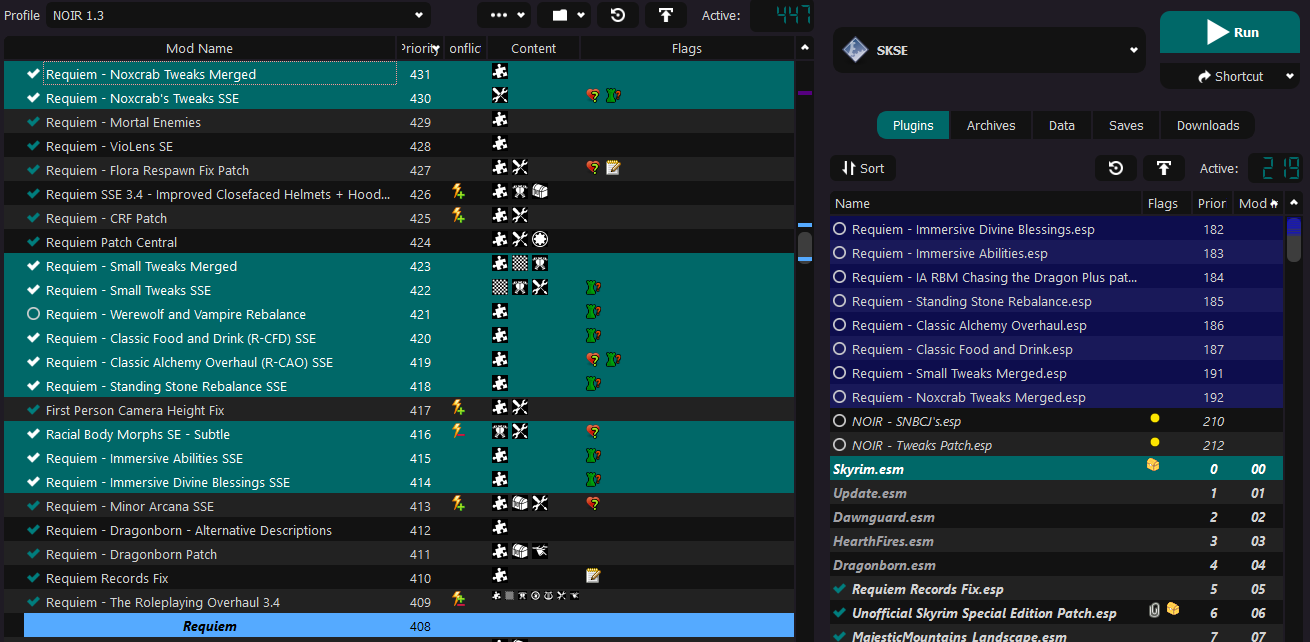 Profile NOIR 1.3 Active: 447
Mod Name Priority onflic Content Flags
Requiem - Noxcrab Tweaks Merged 431
Requiem - Noxcrab's Tweaks SSE 430
Requiem - Mortal Enemies 429
Requiem - VioLens SE 428
Requiem - Flora Respawn Fix Patch 427
Requiem SSE 3.4 - Improved Closefaced Helmets + Hood... 426
Requiem - CRF Patch 425
Requiem Patch Central 424
Requiem - Small Tweaks Merged 423
Requiem - Small Tweaks SSE 422
Requiem - Werewolf and Vampire Rebalance 421
Requiem - Classic Food and Drink (R-CFD) SSE 420
Requiem - Classic Alchemy Overhaul (R-CAO) SSE 419
Requiem - Standing Stone Rebalance SSE 418
First Person Camera Height Fix 417
Racial Body Morphs SE - Subtle 416
Requiem - Immersive Abilities SSE 415
Requiem - Immersive Divine Blessings SSE 414
Requiem - Minor Arcana SSE 413
Requiem - Dragonborn - Alternative Descriptions 412
Requiem - Dragonborn Patch 411
Requiem Records Fix 410
Requiem - The Roleplaying Overhaul 3.4 409
Requiem 408
SKSE
Run
Shortcut
Plugins Archives Data Saves Downloads
Sort Active: 219
Name Flags Prior Mod
Requiem - Immersive Divine Blessings.esp 182
Requiem - Immersive Abilities.esp 183
Requiem - IA RBM Chasing the Dragon Plus pat... 184
Requiem - Standing Stone Rebalance.esp 185
Requiem - Classic Alchemy Overhaul.esp 186
Requiem - Classic Food and Drink.esp 187
Requiem - Small Tweaks Merged.esp 191
Requiem - Noxcrab Tweaks Merged.esp 192
NOIR - SNBCJ's.esp 210
NOIR - Tweaks Patch.esp 212
Skyrim.esm 0 00
Update.esm 1 01
Dawnguard.esm 2 02
HearthFires.esm 3 03
Dragonborn.esm 4 04
Requiem Records Fix.esp 5 05
Unofficial Skyrim Special Edition Patch.esp 6 06
MajesticMountains_Landscape.esm 7 07